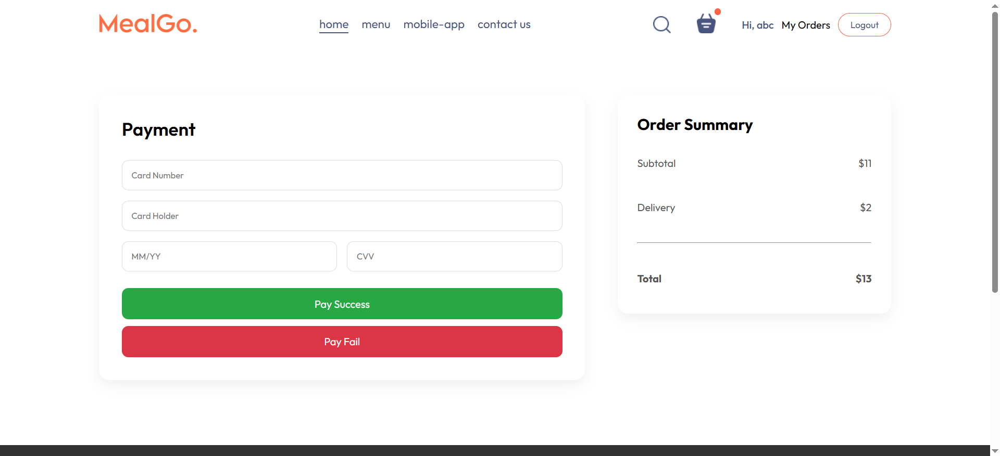 MealGo.
home menu mobile-app contact us
Hi, abc My Orders Logout
Payment
Card Number
Card Holder
MM/YY CVV
Pay Success
Pay Fail
Order Summary
Subtotal $11
Delivery $2
Total $13